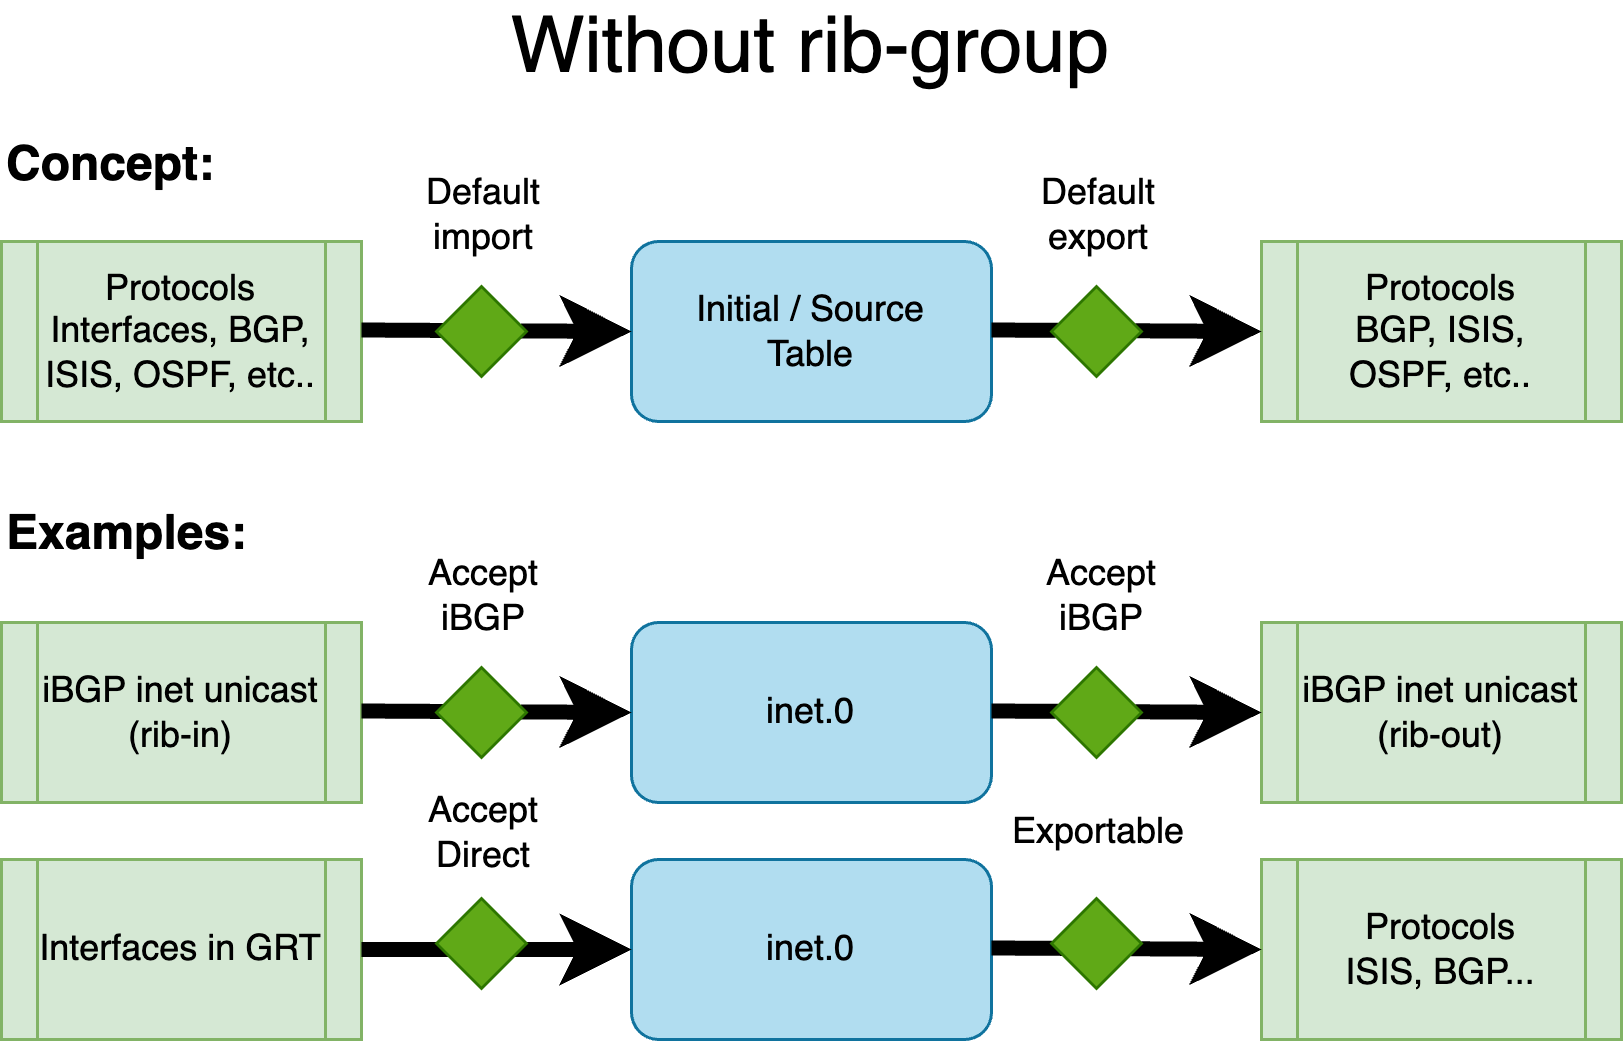 Without rib-group
Concept:
Default
import
Default
export
Protocols
Interfaces, BGP,
ISIS, OSPF, etc..
Initial / Source
Table
Protocols
BGP, ISIS,
OSPF, etc..
Examples:
Accept
iBGP
Accept
iBGP
iBGP inet unicast
(rib-in)
inet.0
iBGP inet unicast
(rib-out)
Accept
Direct
Exportable
Interfaces in GRT
inet.0
Protocols
ISIS, BGP...